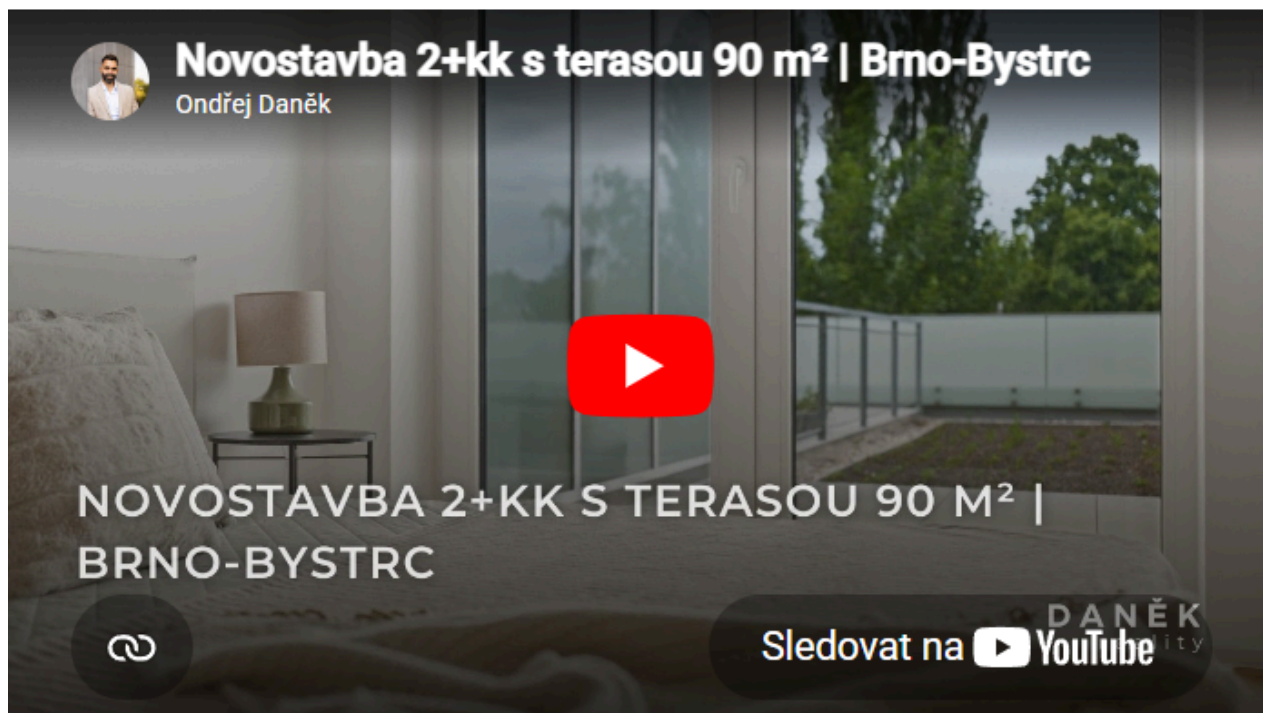 Novostavba 2+kk s terasou 90 m² | Brno-Bystrc
Ondřej Daněk
NOVOSTAVBA 2+KK S TERASOU 90 M² |
BRNO-BYSTRC
DANĚK
Sledovat na YouTube